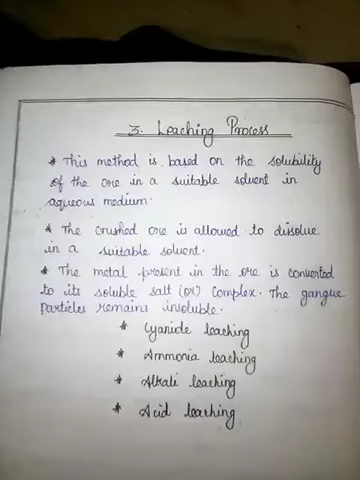 3. Leaching Process
* This method is based on the solubility
of the ore in a suitable solvent in
aqueous medium.
* The crushed ore is allowed to dissolve
in a suitable solvent.
* The metal present in the ore is converted
to its soluble salt (or) complex. The gangue
particles remains insoluble.
* Cyanide leaching
* Ammonia leaching
* Alkali leaching
* Acid leaching